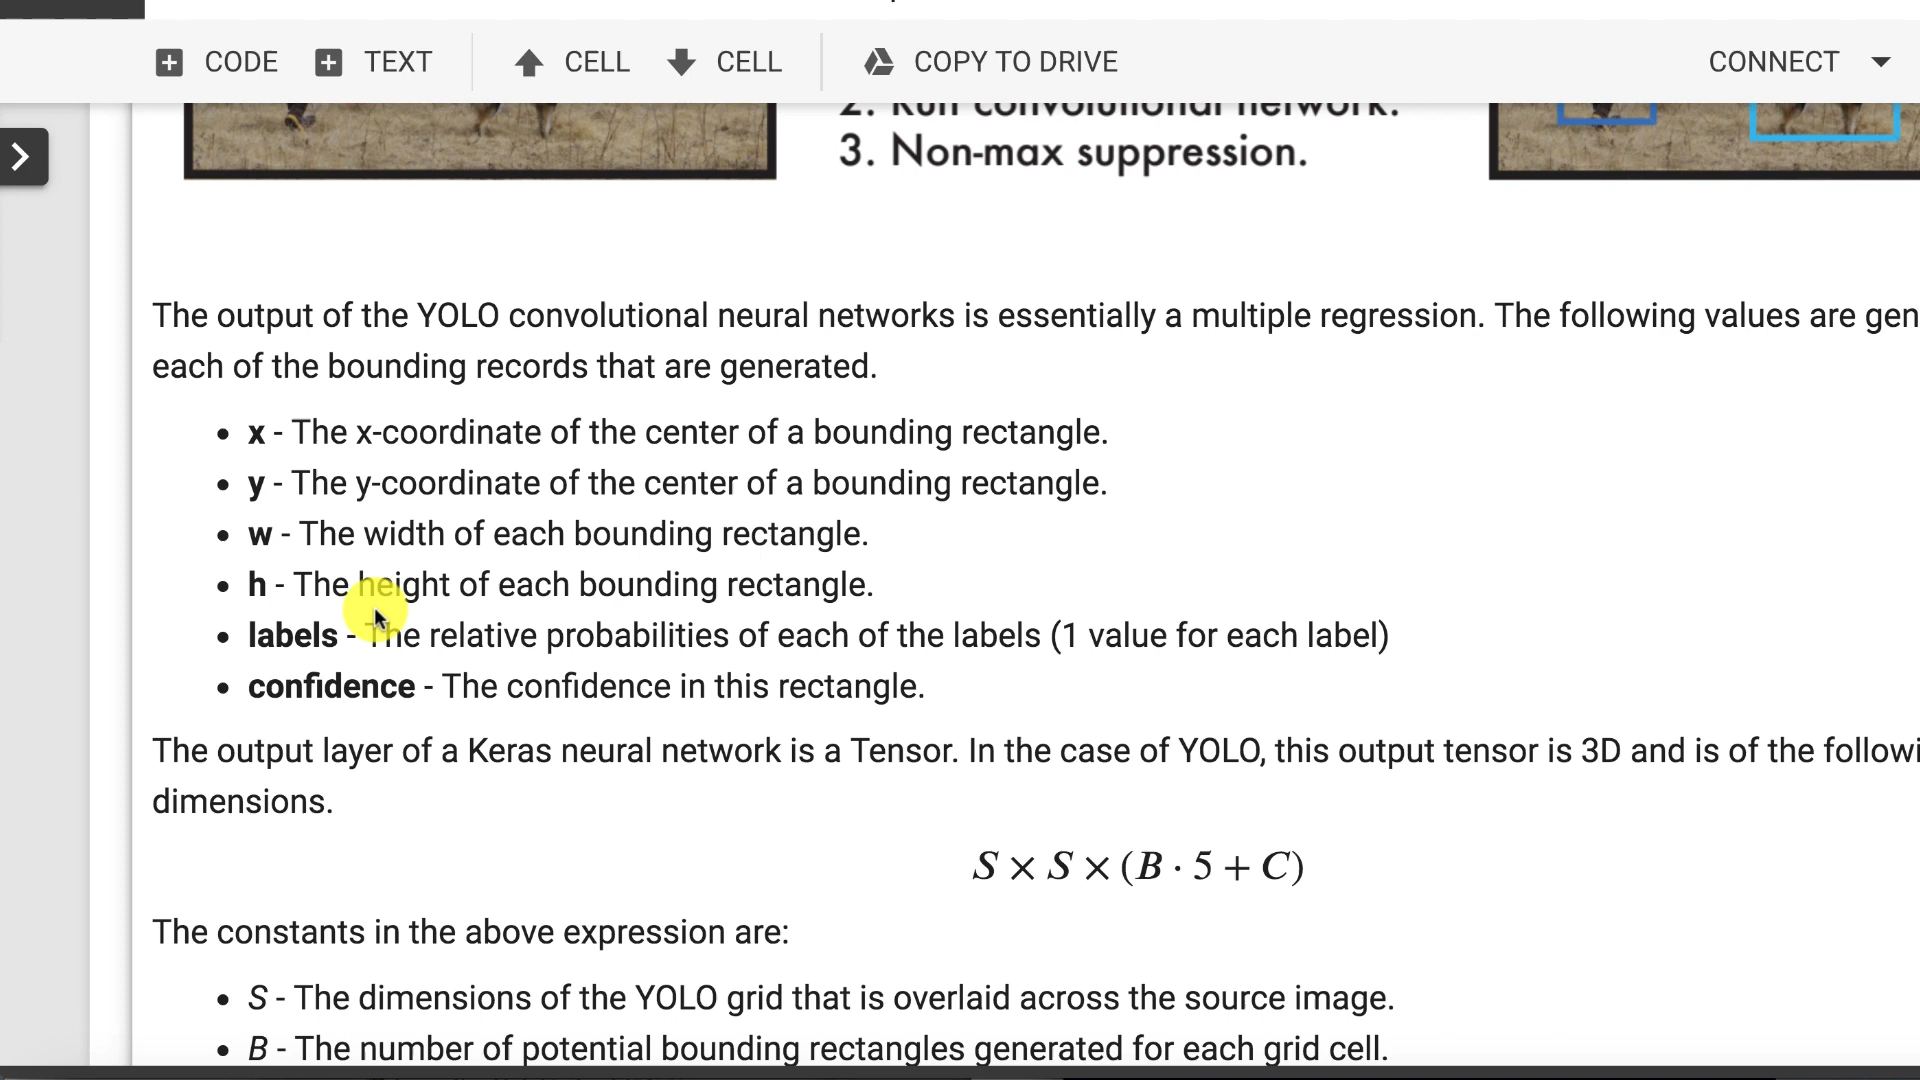 CODE TEXT CELL CELL COPY TO DRIVE CONNECT
2. Run convolutional network.
3. Non-max suppression.
The output of the YOLO convolutional neural networks is essentially a multiple regression. The following values are gen
each of the bounding records that are generated.
• x - The x-coordinate of the center of a bounding rectangle.
• y - The y-coordinate of the center of a bounding rectangle.
• w - The width of each bounding rectangle.
• h - The height of each bounding rectangle.
• labels - The relative probabilities of each of the labels (1 value for each label)
• confidence - The confidence in this rectangle.
The output layer of a Keras neural network is a Tensor. In the case of YOLO, this output tensor is 3D and is of the followi
dimensions.
S × S × (B · 5 + C)
The constants in the above expression are:
• S - The dimensions of the YOLO grid that is overlaid across the source image.
• B - The number of potential bounding rectangles generated for each grid cell.